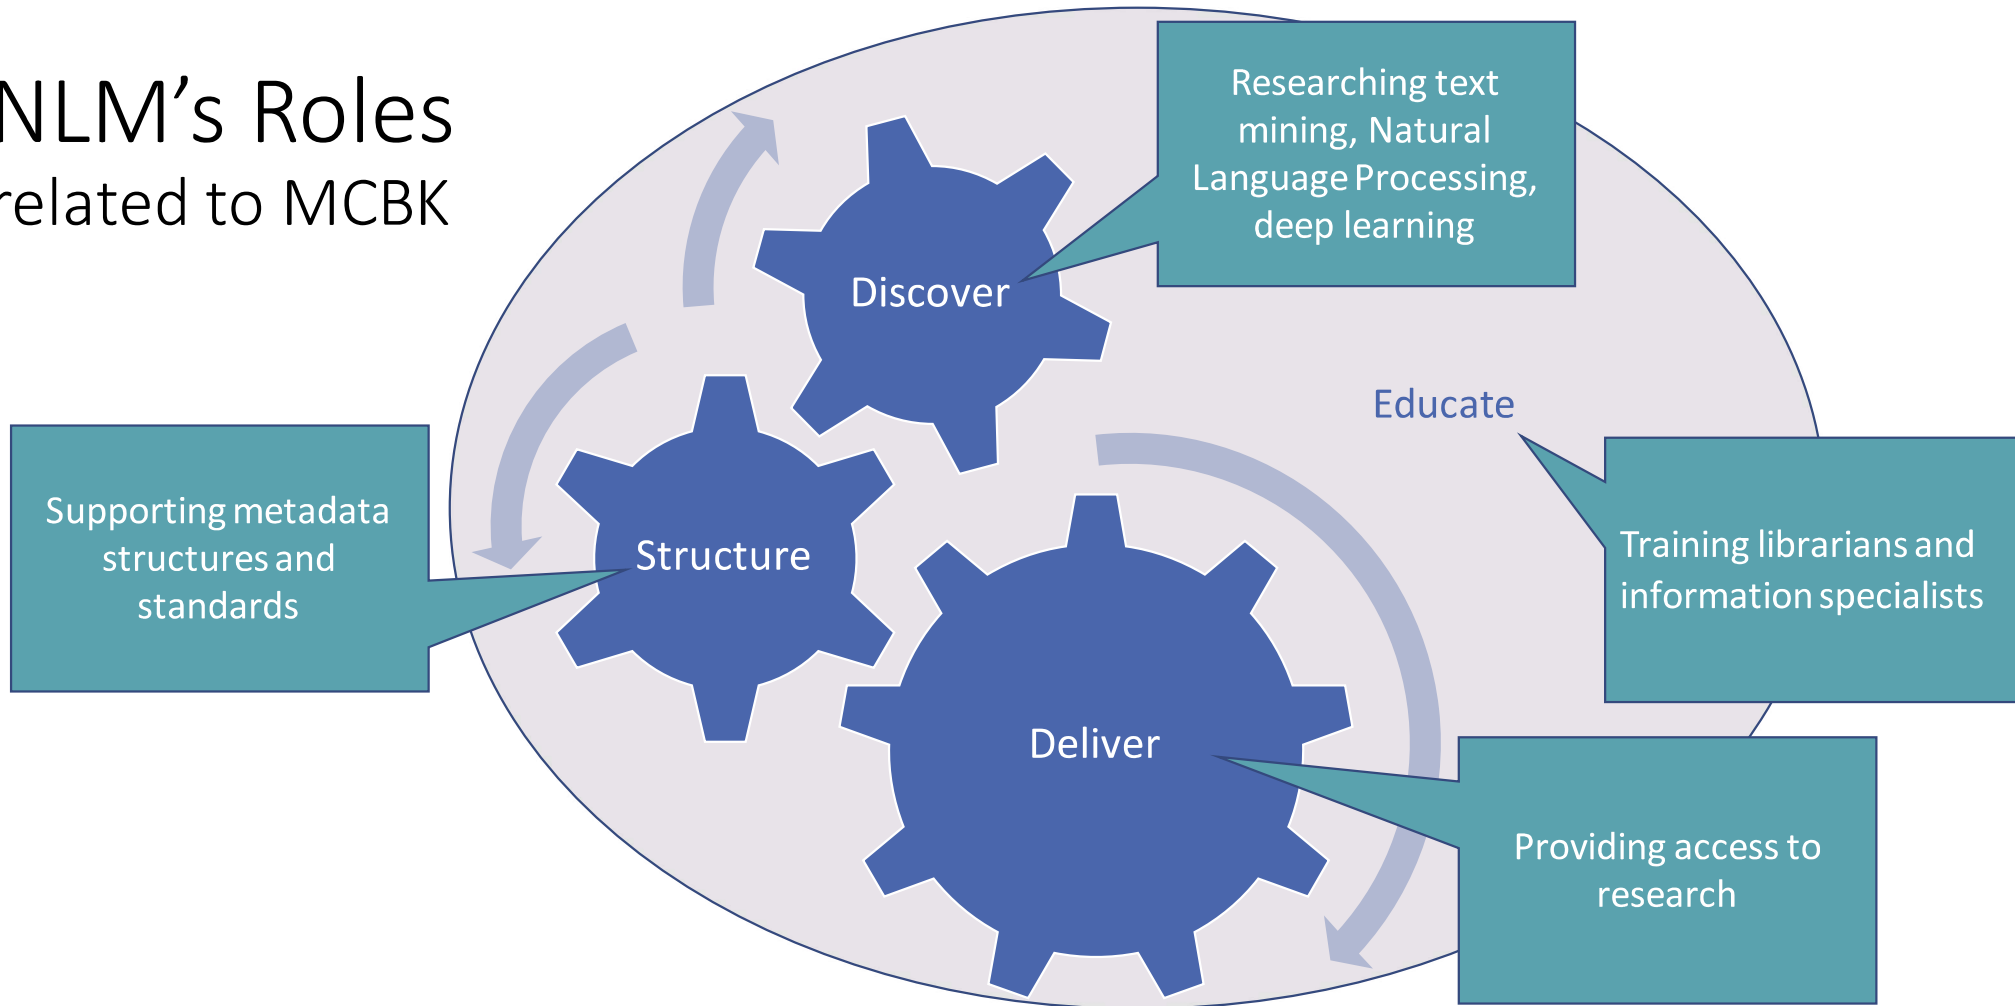 NLM’s Roles
related to MCBK
Researching text
mining, Natural
Language Processing,
deep learning
Discover
Educate
Supporting metadata
structures and
standards
Structure
Training librarians and
information specialists
Deliver
Providing access to
research